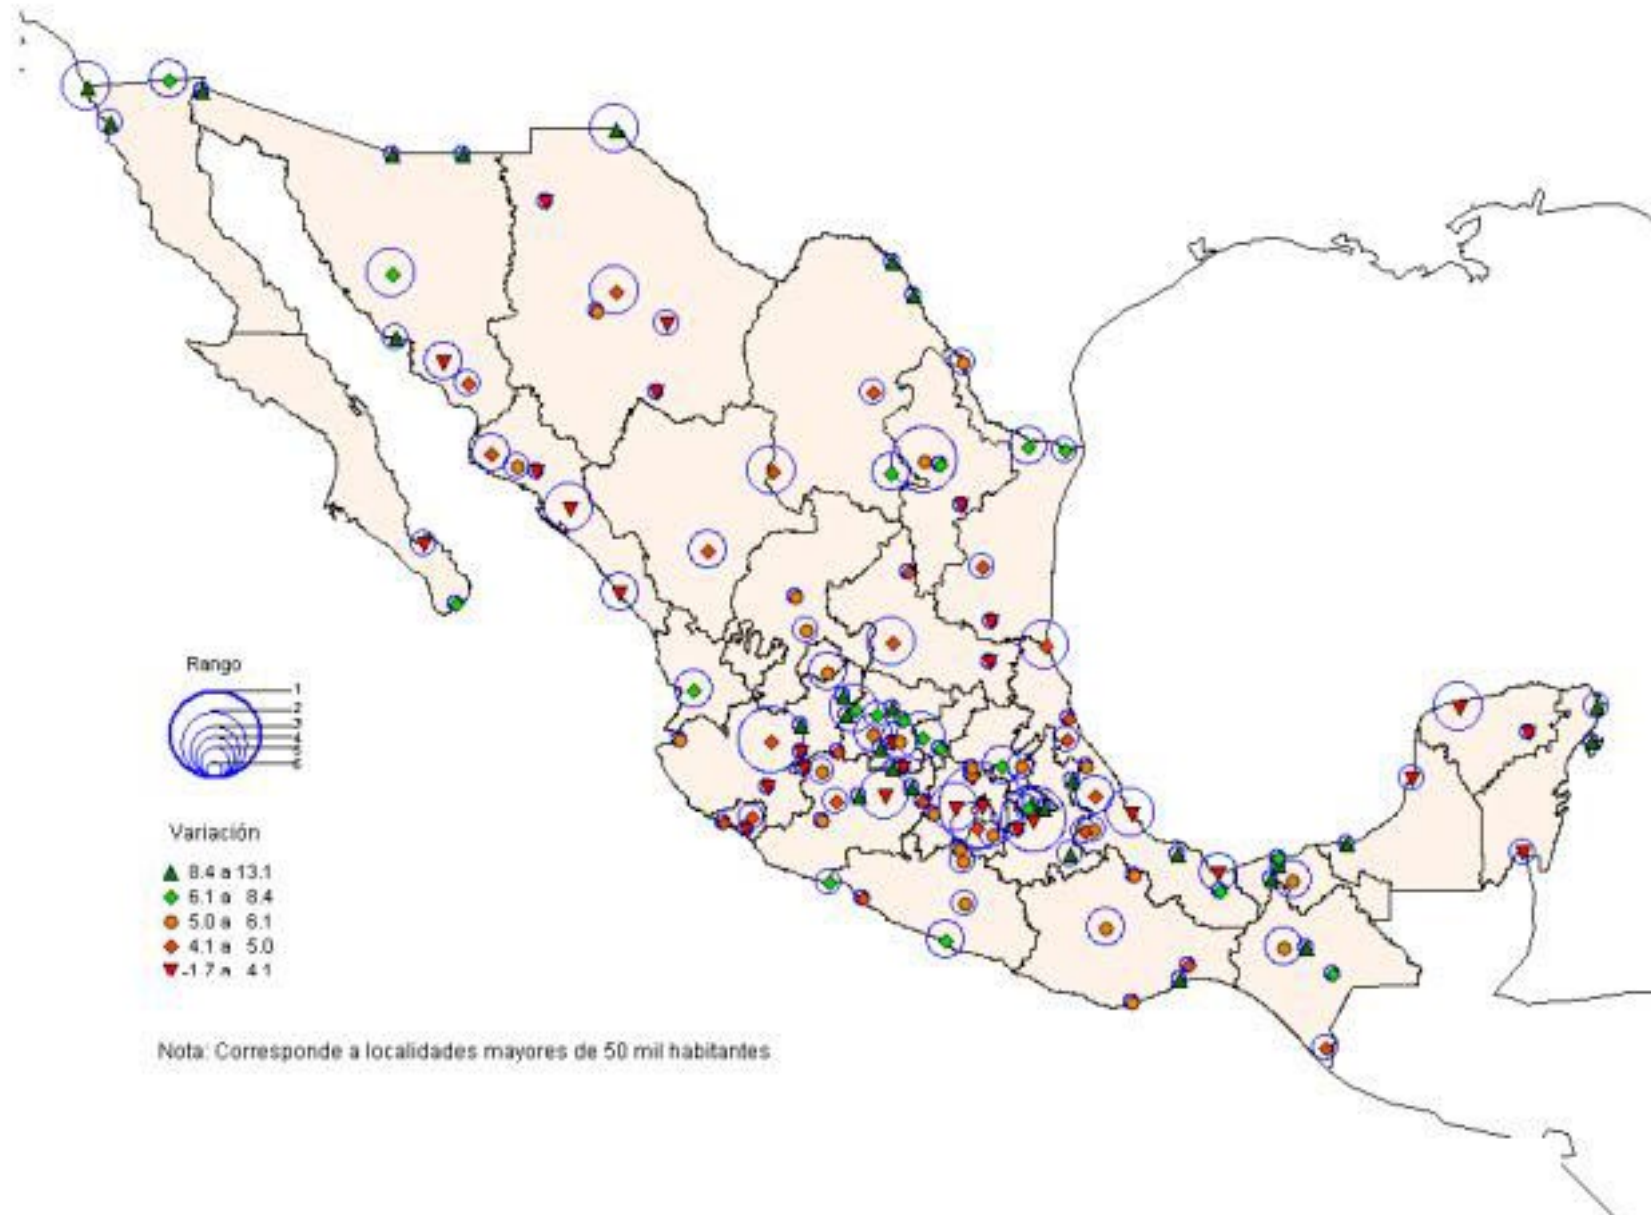 Rango
1
2
3
4
5
6
Variación
8.4 a 13.1
6.1 a 8.4
5.0 a 6.1
4.1 a 5.0
-1.7 a 4.1
Nota: Corresponde a localidades mayores de 50 mil habitantes